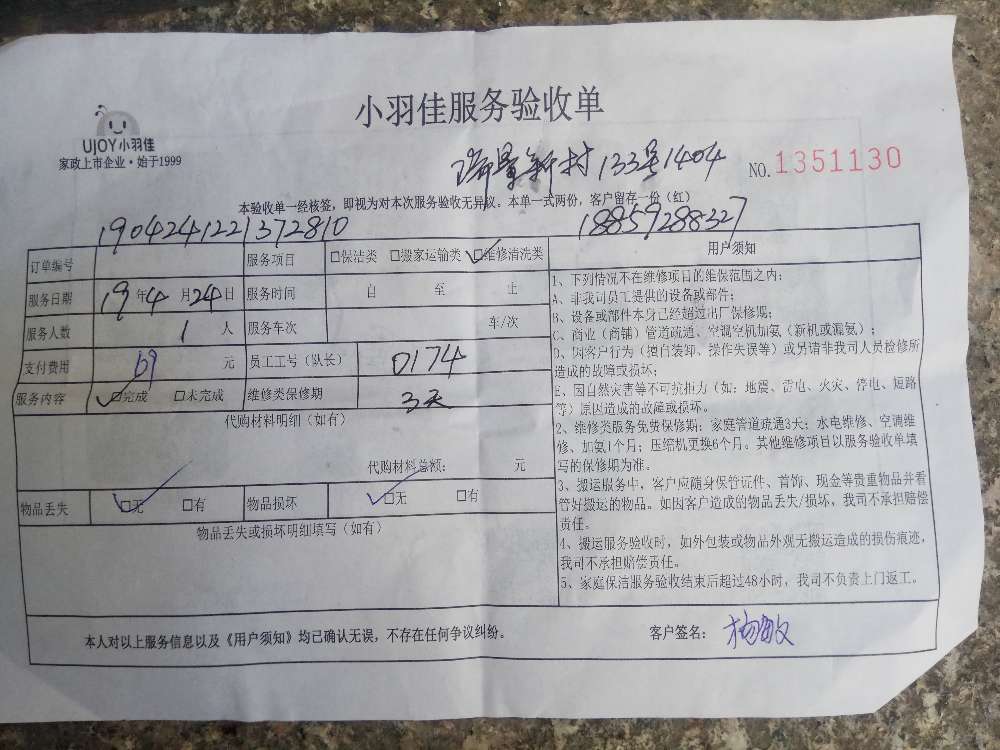 小羽佳服务验收单
UJOY小羽佳
家政上市企业·始于1999
瑞景新村133号1404
NO.1351130
本验收单一经核签，即视为对本次服务验收无异议。本单一式两份，客户留存一份（红）
1904241221372810
18859288327
订单编号
服务项目 □保洁类 □搬家运输类 ☑维修清洗类
服务日期 19年4月24日 服务时间 自 至 止
服务人数 1人 服务车次 车/次
支付费用 69 元 员工工号（队长） 0174
服务内容 ☑完成 □未完成 维修类保修期 3天
代购材料明细（如有）
代购材料总额： 元
物品丢失 ☑无 □有 物品损坏 ☑无 □有
物品丢失或损坏明细填写（如有）
用户须知
1、下列情况不在维修项目的维保范围之内：
A、非我司员工提供的设备或部件；
B、设备或部件本身已经超过出厂保修期；
C、商业（商铺）管道疏通、空调空机加氨（新机或漏氨）；
D、因客户行为（擅自装卸、操作失误等）或另请非我司人员检修所
造成的故障或损坏；
E、因自然灾害等不可抗拒力（如：地震、雷电、火灾、停电、短路
等）原因造成的故障或损坏。
2、维修类服务免费保修期：家庭管道疏通3天；水电维修、空调维
修、加氨1个月；压缩机更换6个月。其他维修项目以服务验收单填
写的保修期为准。
3、搬运服务中，客户应随身保管证件、首饰、现金等贵重物品并看
管好搬运的物品。如因客户造成的物品丢失/损坏，我司不承担赔偿
责任。
4、搬运服务验收时，如外包装或物品外观无搬运造成的损伤痕迹，
我司不承担赔偿责任。
5、家庭保洁服务验收结束后超过48小时，我司不负责上门返工。
本人对以上服务信息以及《用户须知》均已确认无误，不存在任何争议纠纷。
客户签名： 杨敏